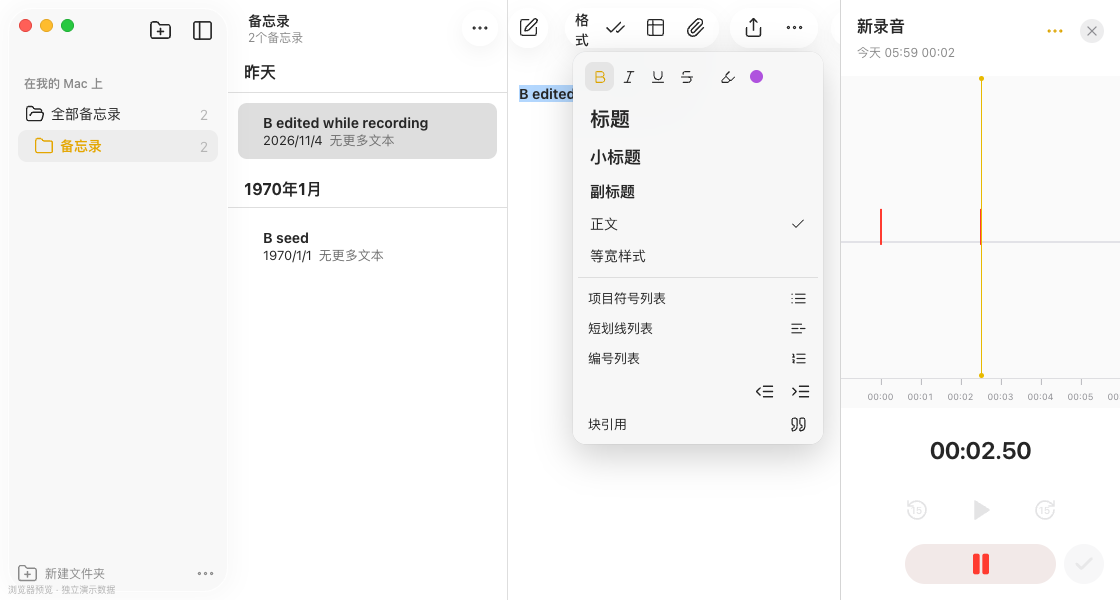 在我的 Mac 上
全部备忘录 2
备忘录 2
新建文件夹
浏览器预览 · 独立演示数据
备忘录
2个备忘录
昨天
B edited while recording
2026/11/4 无更多文本
1970年1月
B seed
1970/1/1 无更多文本
格式
B edited
B I U S
标题
小标题
副标题
正文
等宽样式
项目符号列表
短划线列表
编号列表
块引用
新录音
今天 05:59 00:02
00:00 00:01 00:02 00:03 00:04 00:05 00
00:02.50
15 15